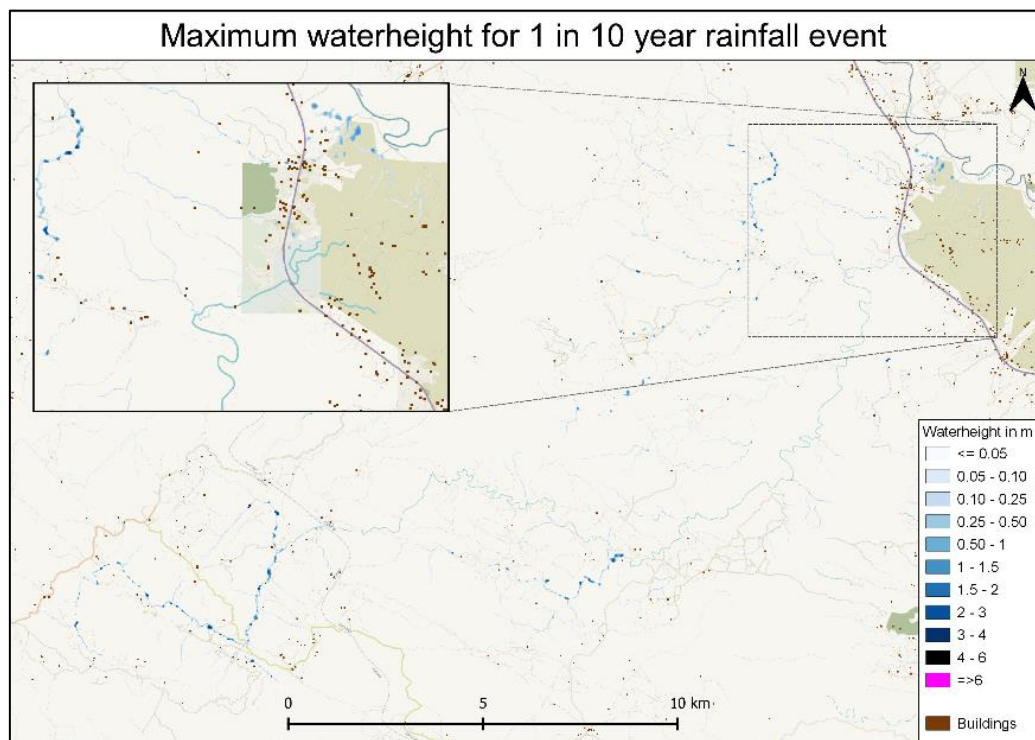 Maximum waterheight for 1 in 10 year rainfall event
N
Waterheight in m
<= 0.05
0.05 - 0.10
0.10 - 0.25
0.25 - 0.50
0.50 - 1
1 - 1.5
1.5 - 2
2 - 3
3 - 4
4 - 6
=>6
Buildings
0 5 10 km